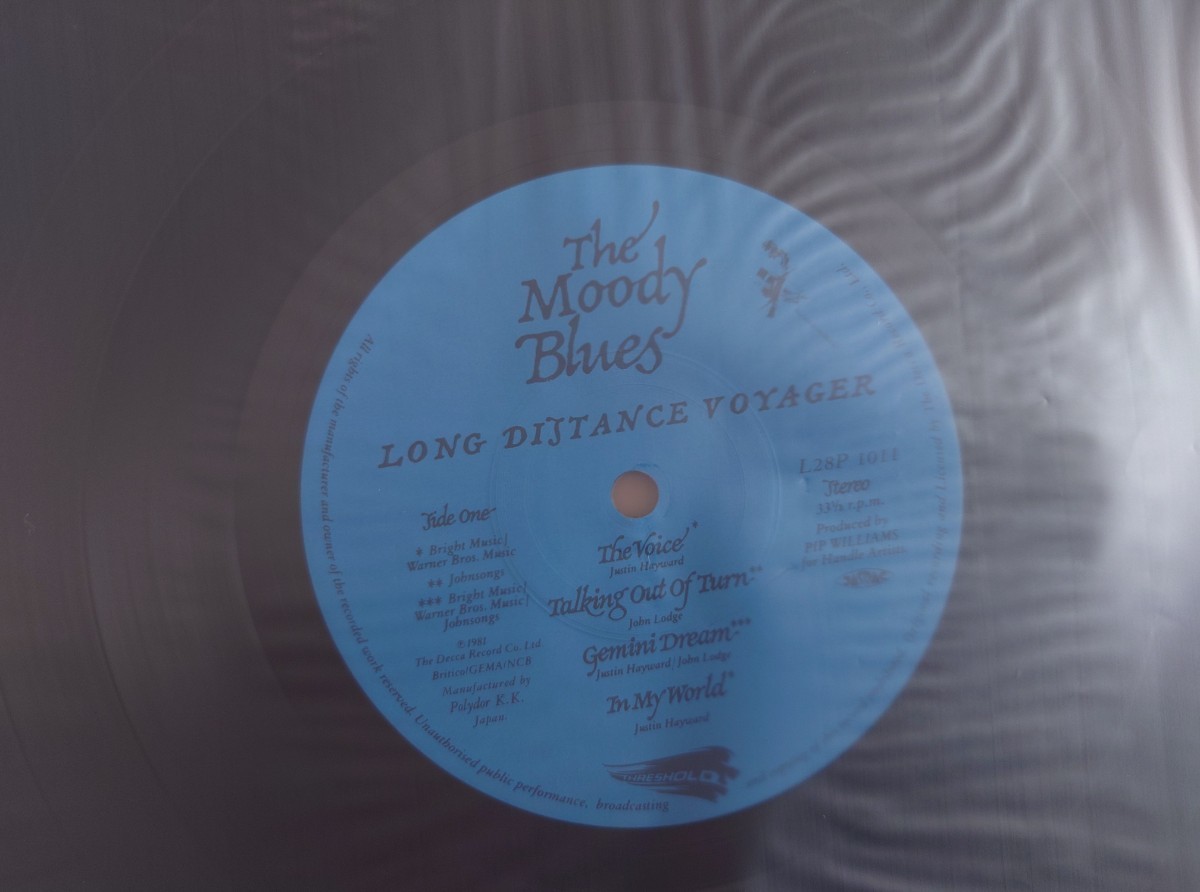 The
Moody
Blues
LONG DISTANCE VOYAGER
L28P 1011
Stereo
33⅓ r.p.m.
Produced by
PIP WILLIAMS
for Handle Artists
Side One
* Bright Music/
Warner Bros. Music
** Johnsongs
*** Bright Music/
Warner Bros. Music/
Johnsongs
℗1981
The Decca Record Co. Ltd.
Britico/GEMA/NCB
Manufactured by
Polydor K.K.
Japan
The Voice*
Justin Hayward
Talking Out Of Turn**
John Lodge
Gemini Dream***
Justin Hayward/John Lodge
In My World*
Justin Hayward
THRESHOLD
All rights of the manufacturer and owner of the recorded work reserved. Unauthorised public performance, broadcasting